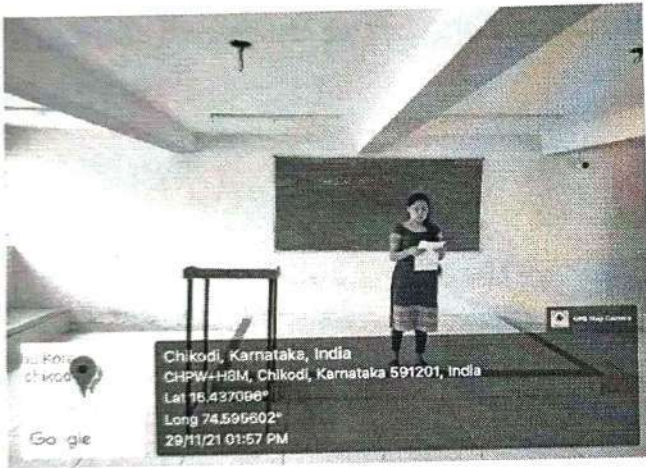 GPS Map Camera
Chikodi, Karnataka, India
CHPW+H8M, Chikodi, Karnataka 591201, India
Lat 16.437096°
Long 74.595602°
29/11/21 01:57 PM
Google